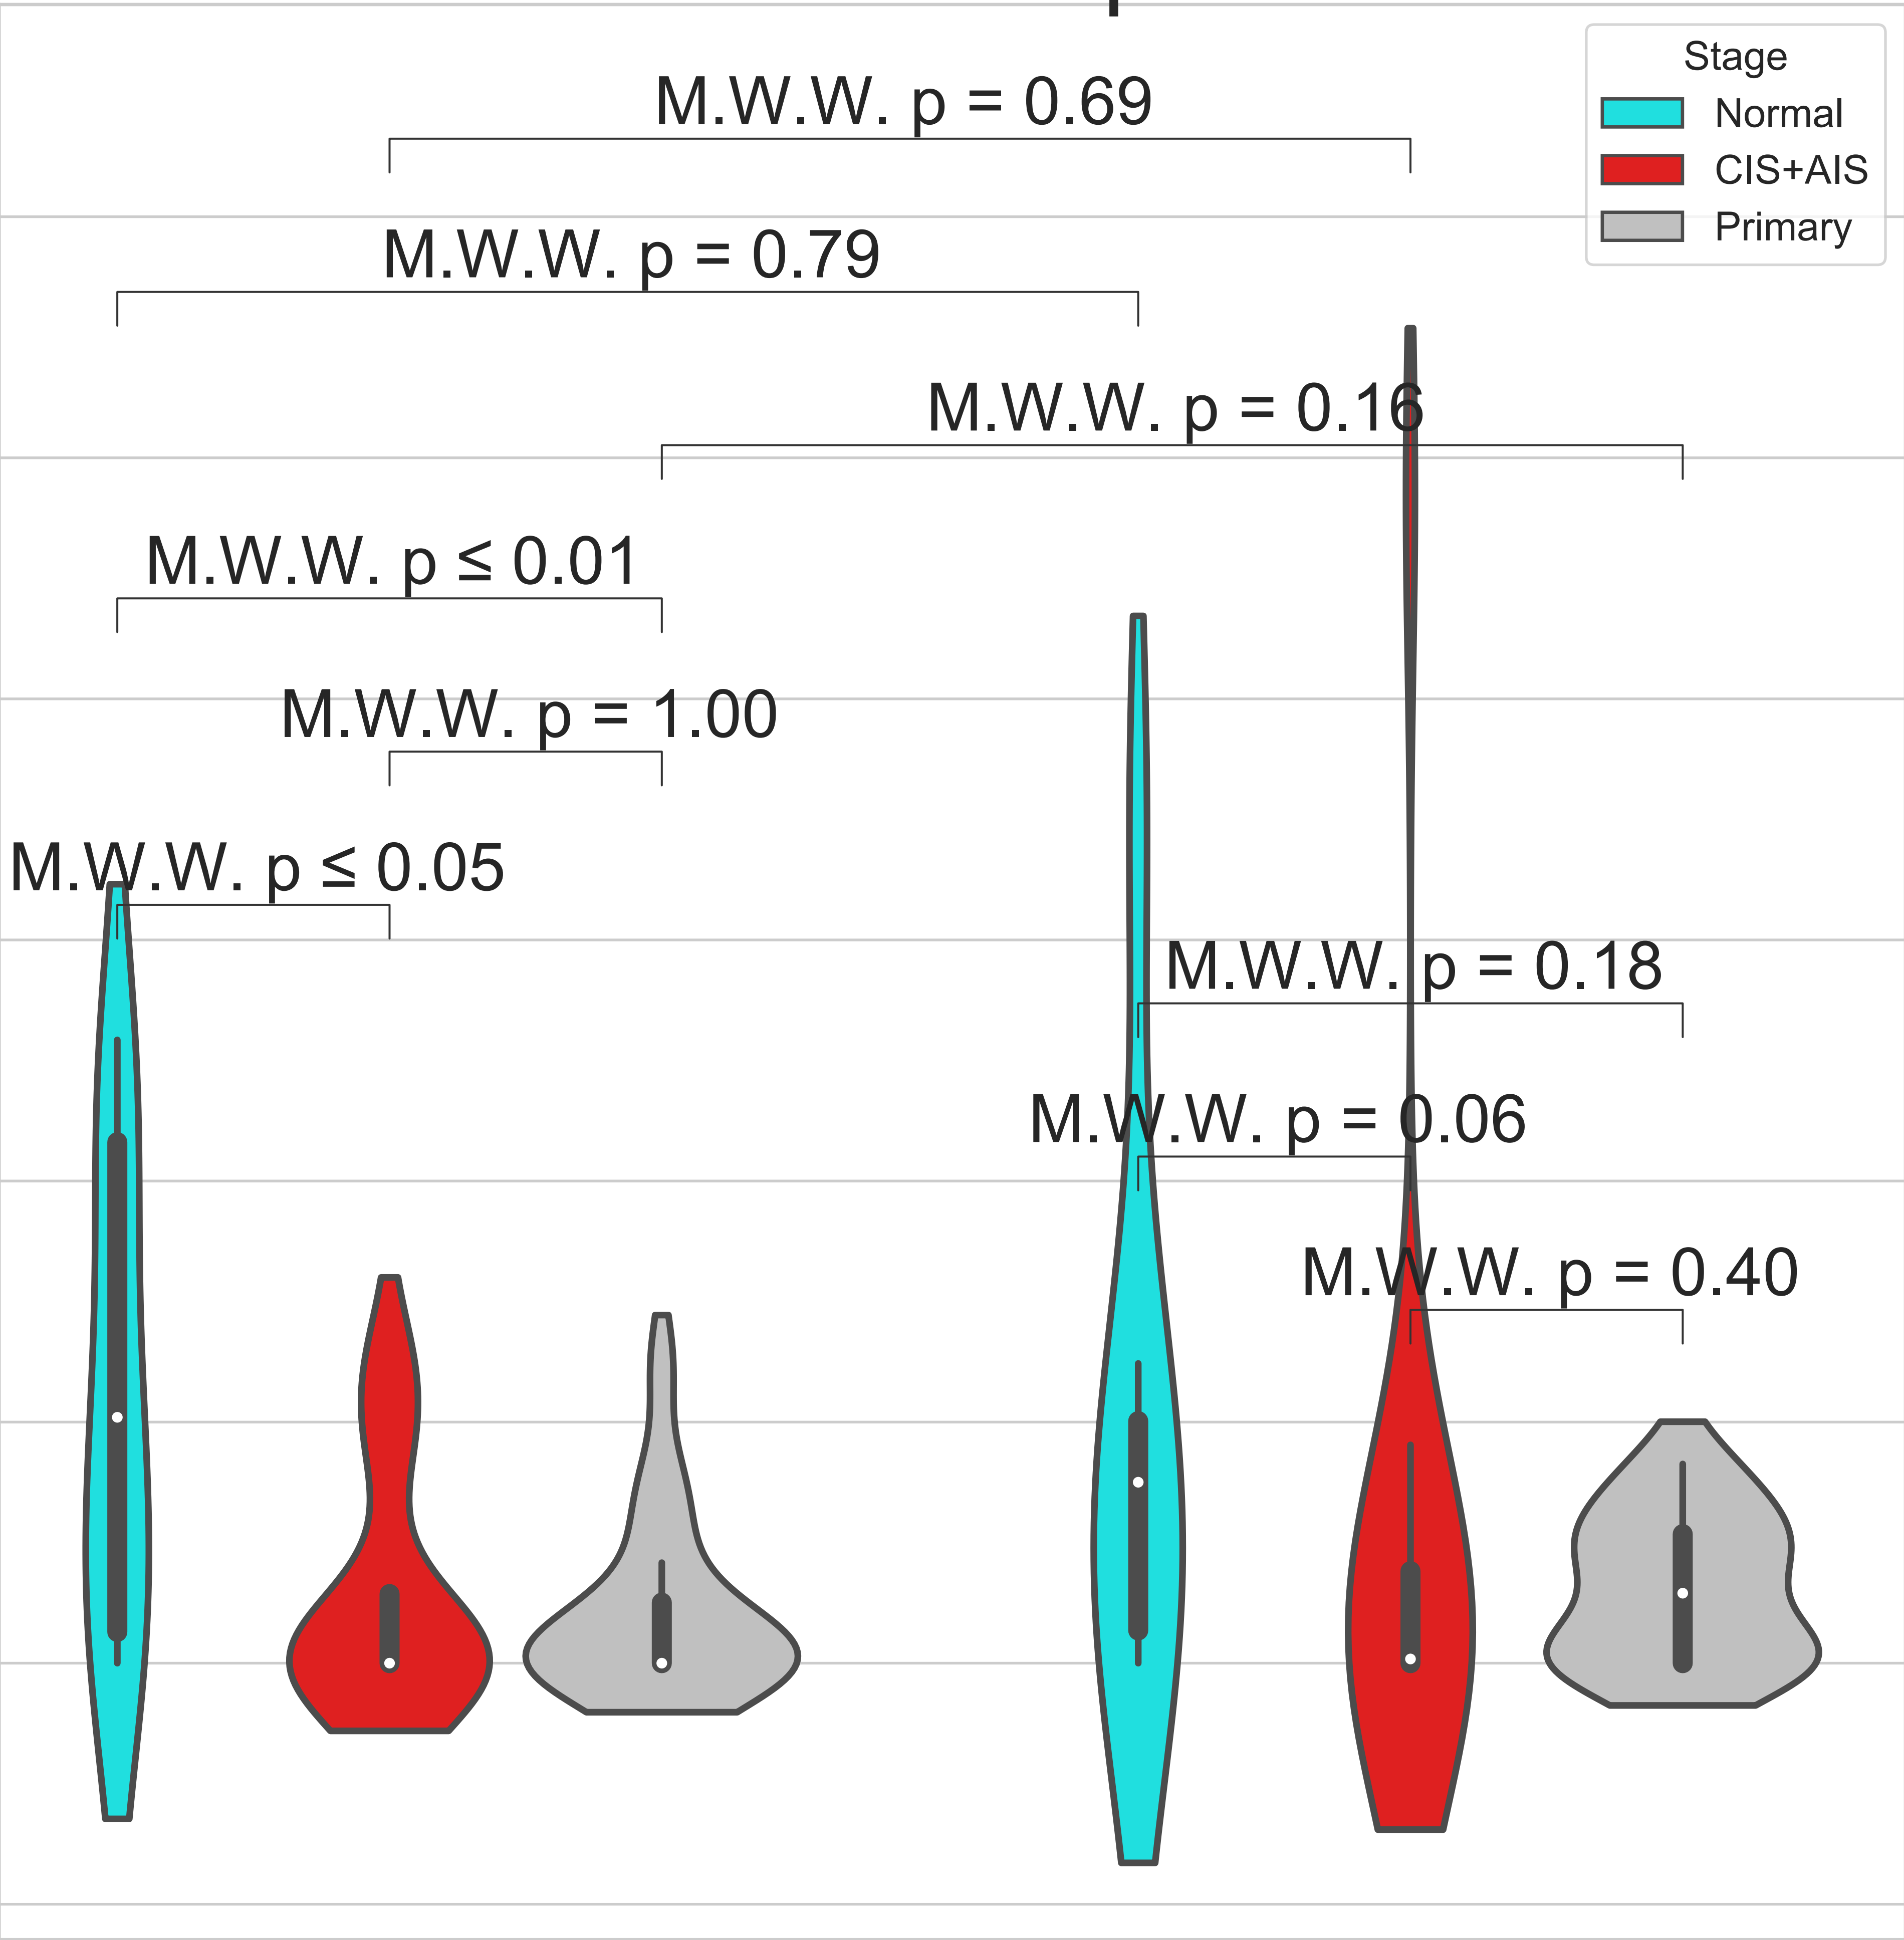 Stage
Normal
CIS+AIS
Primary
M.W.W. p = 0.69
M.W.W. p = 0.79
M.W.W. p = 0.16
M.W.W. p ≤ 0.01
M.W.W. p = 1.00
M.W.W. p ≤ 0.05
M.W.W. p = 0.18
M.W.W. p = 0.06
M.W.W. p = 0.40